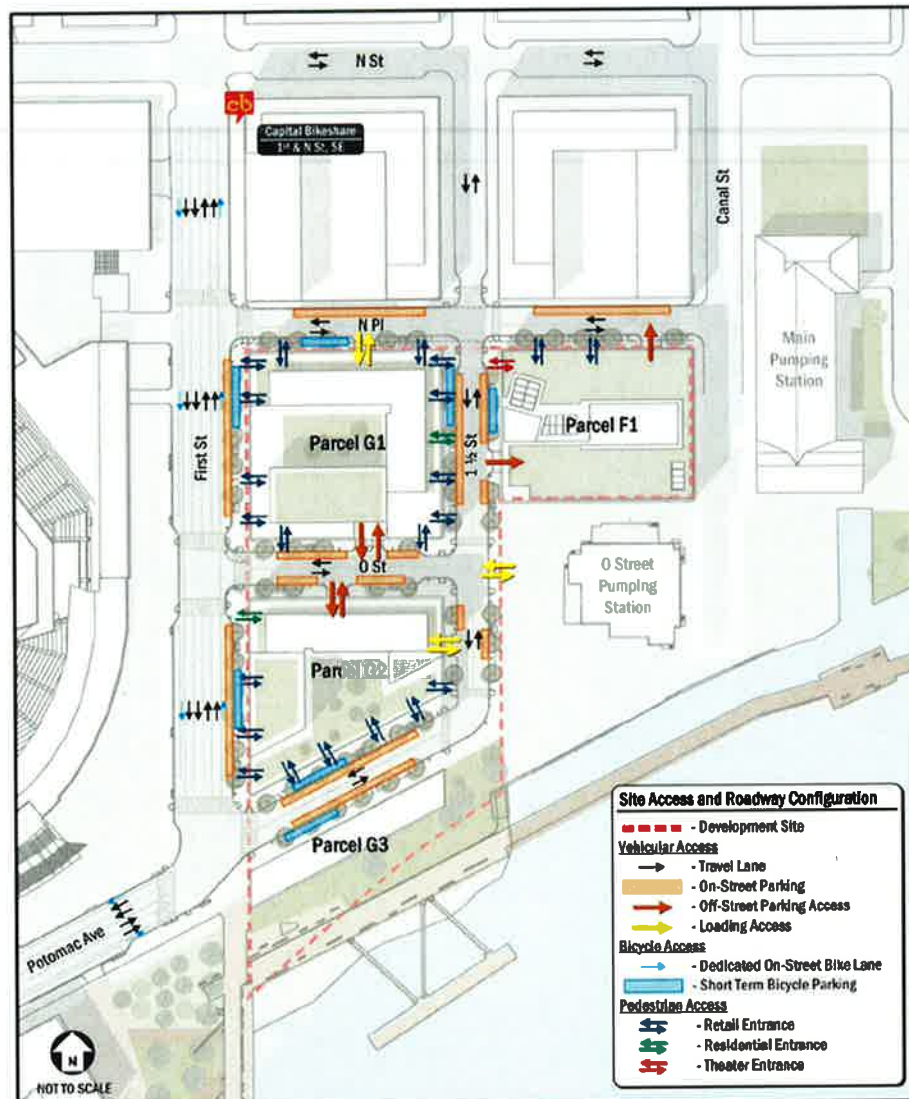 N St
cb
Capital Bikeshare
1st & N St, SE
Canal St
N Pl
Main
Pumping
Station
First St
Parcel G1
1 ½ St
Parcel F1
O St
O Street
Pumping
Station
Parcel G3
Potomac Ave
N
NOT TO SCALE
Site Access and Roadway Configuration
- Development Site
Vehicular Access
- Travel Lane
- On-Street Parking
- Off-Street Parking Access
- Loading Access
Bicycle Access
- Dedicated On-Street Bike Lane
- Short Term Bicycle Parking
Pedestrian Access
- Retail Entrance
- Residential Entrance
- Theater Entrance